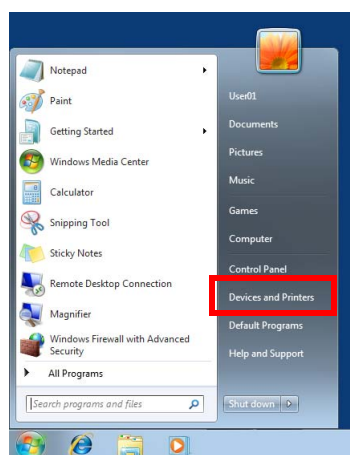 Notepad
Paint
Getting Started
Windows Media Center
Calculator
Snipping Tool
Sticky Notes
Remote Desktop Connection
Magnifier
Windows Firewall with Advanced
Security
All Programs
Search programs and files
User01
Documents
Pictures
Music
Games
Computer
Control Panel
Devices and Printers
Default Programs
Help and Support
Shut down